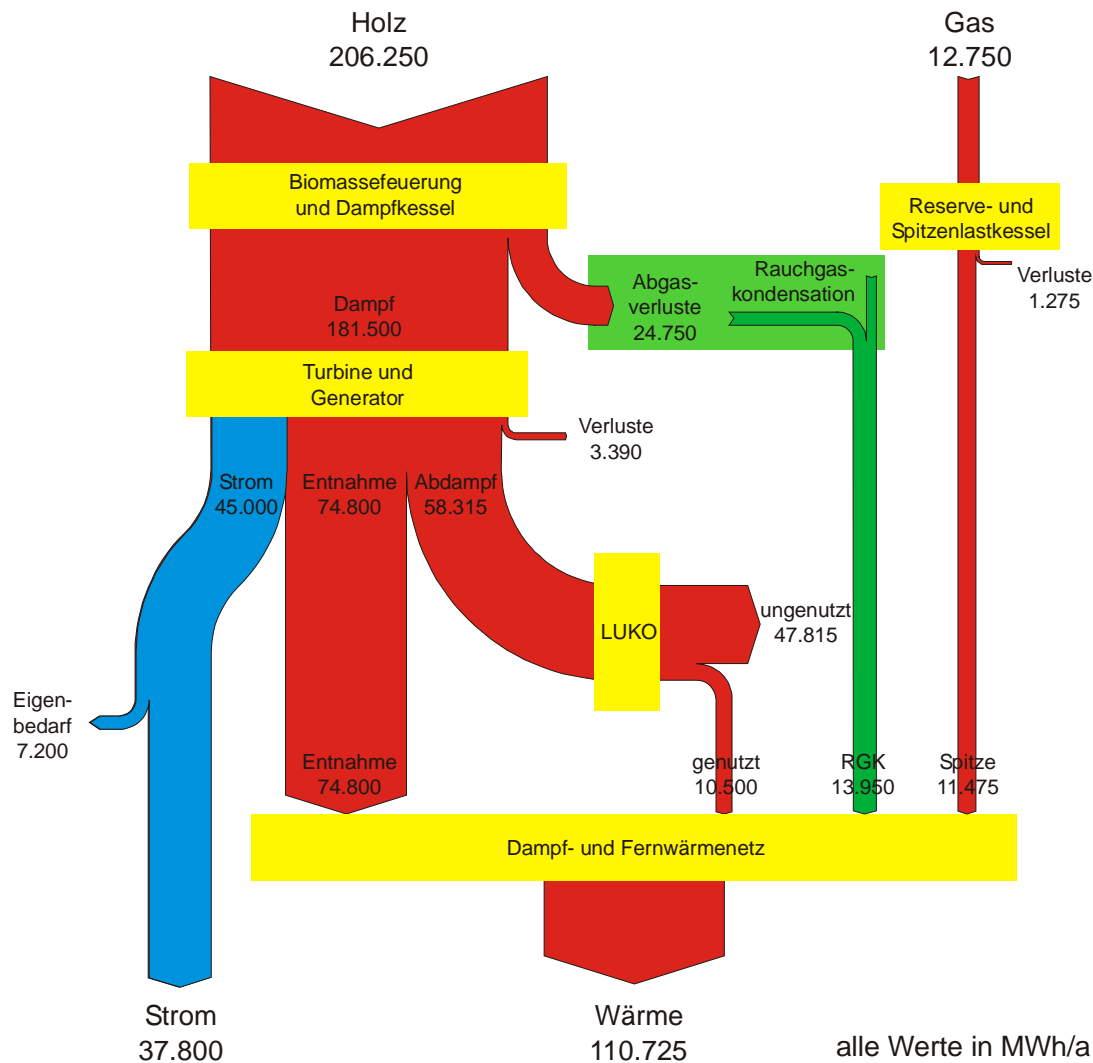 Holz
206.250
Gas
12.750
Biomassefeuerung
und Dampfkessel
Reserve- und
Spitzenlastkessel
Verluste
1.275
Rauchgas-
kondensation
Abgas-
verluste
24.750
Dampf
181.500
Turbine und
Generator
Verluste
3.390
Strom
45.000
Entnahme
74.800
Abdampf
58.315
LUKO
ungenutzt
47.815
Eigen-
bedarf
7.200
Entnahme
74.800
genutzt
10.500
RGK
13.950
Spitze
11.475
Dampf- und Fernwärmenetz
Strom
37.800
Wärme
110.725
alle Werte in MWh/a